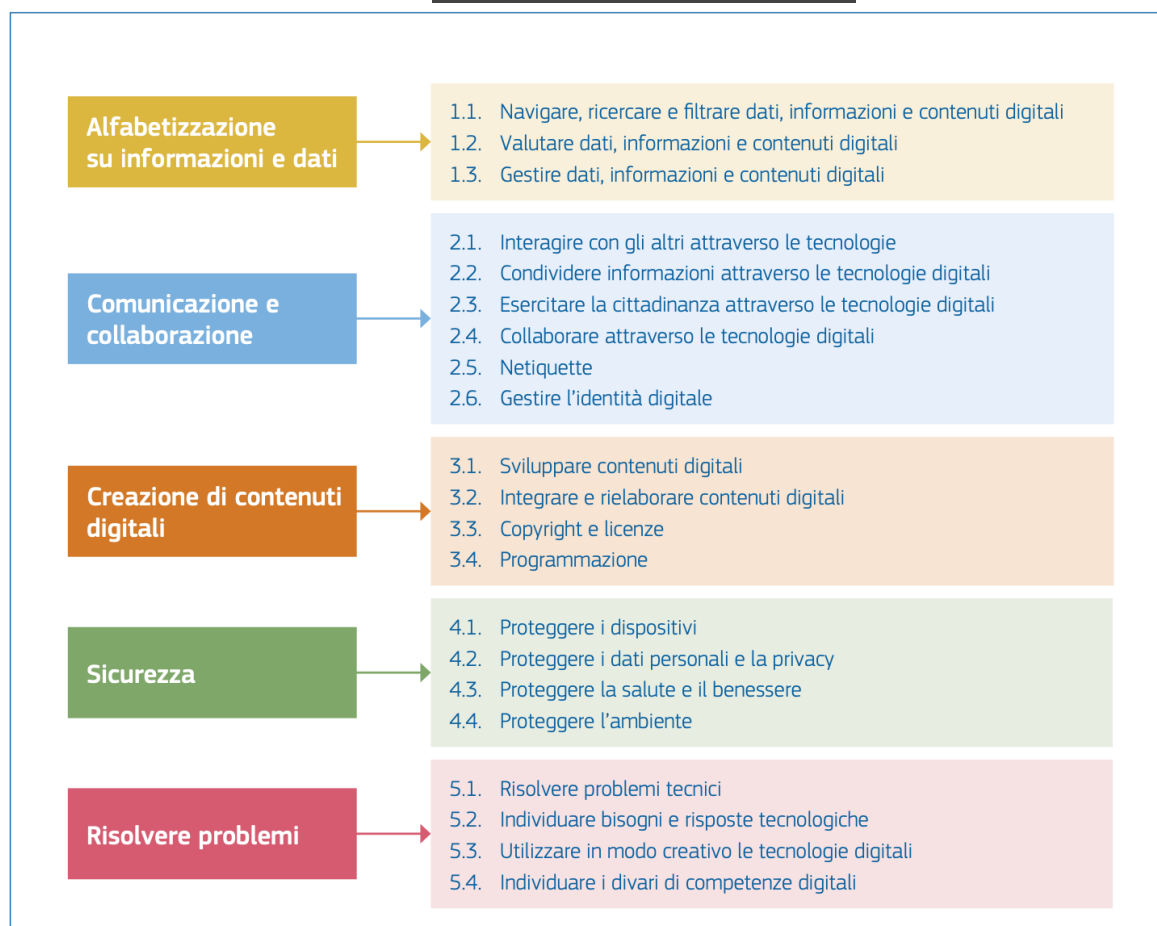 Alfabetizzazione
su informazioni e dati
1.1. Navigare, ricercare e filtrare dati, informazioni e contenuti digitali
1.2. Valutare dati, informazioni e contenuti digitali
1.3. Gestire dati, informazioni e contenuti digitali
Comunicazione e
collaborazione
2.1. Interagire con gli altri attraverso le tecnologie
2.2. Condividere informazioni attraverso le tecnologie digitali
2.3. Esercitare la cittadinanza attraverso le tecnologie digitali
2.4. Collaborare attraverso le tecnologie digitali
2.5. Netiquette
2.6. Gestire l'identità digitale
Creazione di contenuti
digitali
3.1. Sviluppare contenuti digitali
3.2. Integrare e rielaborare contenuti digitali
3.3. Copyright e licenze
3.4. Programmazione
Sicurezza
4.1. Proteggere i dispositivi
4.2. Proteggere i dati personali e la privacy
4.3. Proteggere la salute e il benessere
4.4. Proteggere l'ambiente
Risolvere problemi
5.1. Risolvere problemi tecnici
5.2. Individuare bisogni e risposte tecnologiche
5.3. Utilizzare in modo creativo le tecnologie digitali
5.4. Individuare i divari di competenze digitali